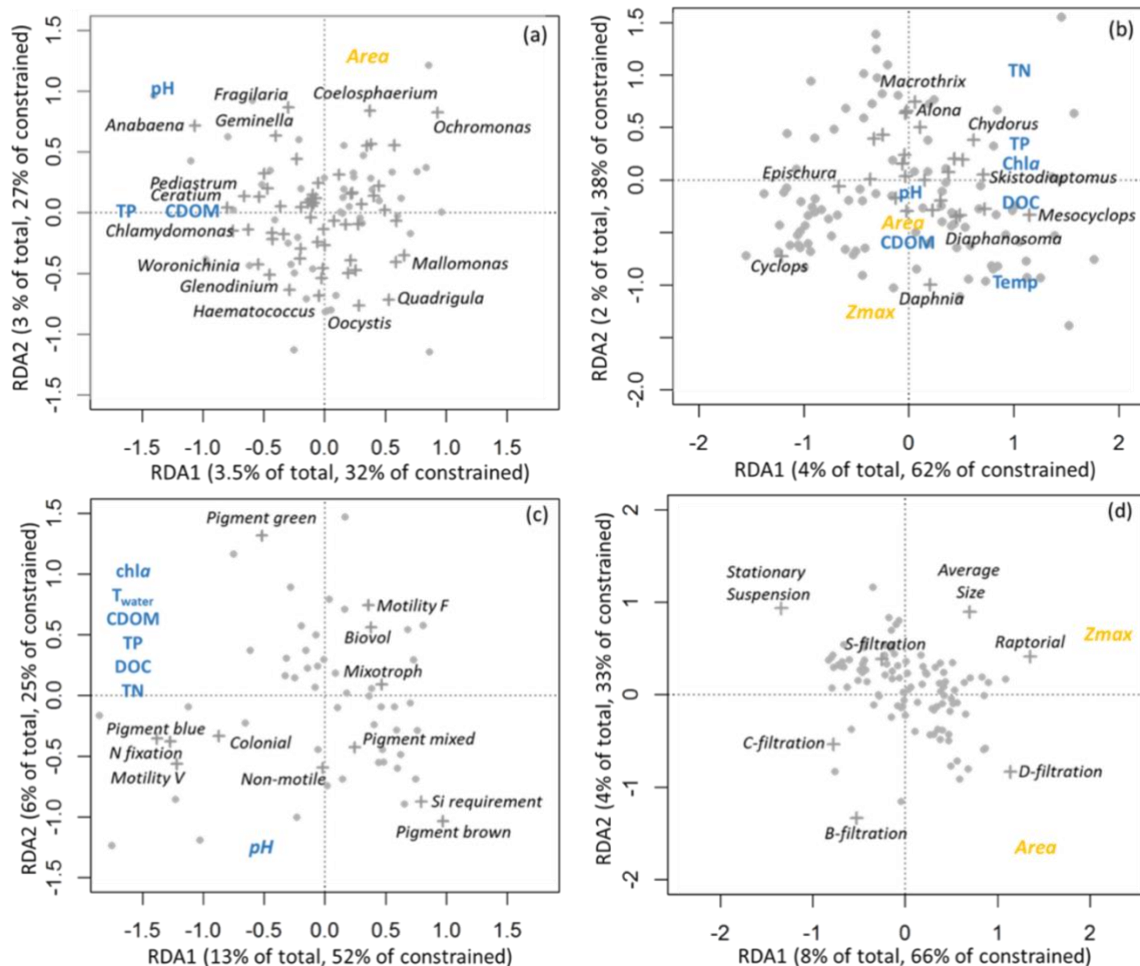 (a)
Area
pH
Fragilaria
Coelosphaerium
Geminella
Anabaena
Ochromonas
Pediastrum
Ceratium
TP
CDOM
Chlamydomonas
Woronichinia
Mallomonas
Glenodinium
Quadrigula
Haematococcus
Oocystis
RDA2 (3 % of total, 27% of constrained)
1.5
1.0
0.5
0.0
-0.5
-1.0
-1.5
-1.5 -1.0 -0.5 0.0 0.5 1.0 1.5
RDA1 (3.5% of total, 32% of constrained)
(b)
TN
Macrothrix
Alona
Chydorus
TP
Chla
Epischura
Skistodiaptomus
pH
DOC
Mesocyclops
Area
CDOM
Diaphanosoma
Cyclops
Daphnia
Temp
Zmax
RDA2 (2 % of total, 38% of constrained)
1.5
1.0
0.5
0.0
-1.0
-2.0
-2 -1 0 1 2
RDA1 (4% of total, 62% of constrained)
(c)
Pigment green
chla
Twater
CDOM
TP
DOC
TN
Motility F
Biovol
Mixotroph
Pigment blue
N fixation
Motility V
Colonial
Pigment mixed
Non-motile
Si requirement
Pigment brown
pH
RDA2 (6% of total, 25% of constrained)
1.5
1.0
0.5
0.0
-0.5
-1.0
-1.5
-1.5 -1.0 -0.5 0.0 0.5 1.0 1.5
RDA1 (13% of total, 52% of constrained)
(d)
Stationary
Suspension
Average
Size
S-filtration
Raptorial
Zmax
C-filtration
D-filtration
B-filtration
Area
RDA2 (4% of total, 33% of constrained)
2
1
0
-1
-2
-2 -1 0 1 2
RDA1 (8% of total, 66% of constrained)